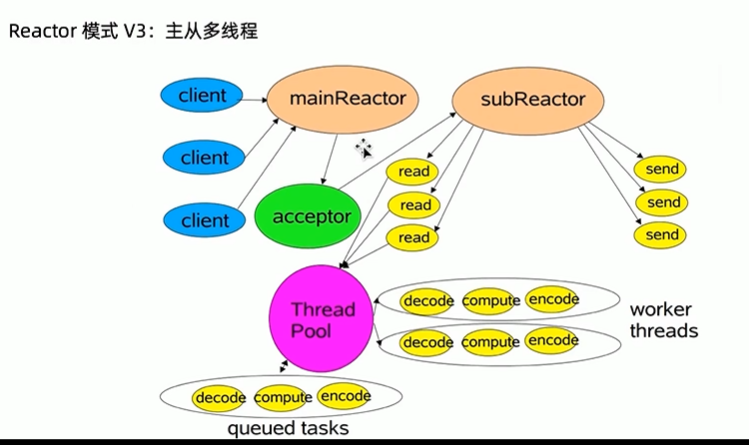 Reactor 模式 V3：主从多线程
client
mainReactor
subReactor
client
read
send
client
acceptor
read
send
read
send
Thread
Pool
decode compute encode
worker
threads
decode compute encode
decode compute encode
queued tasks